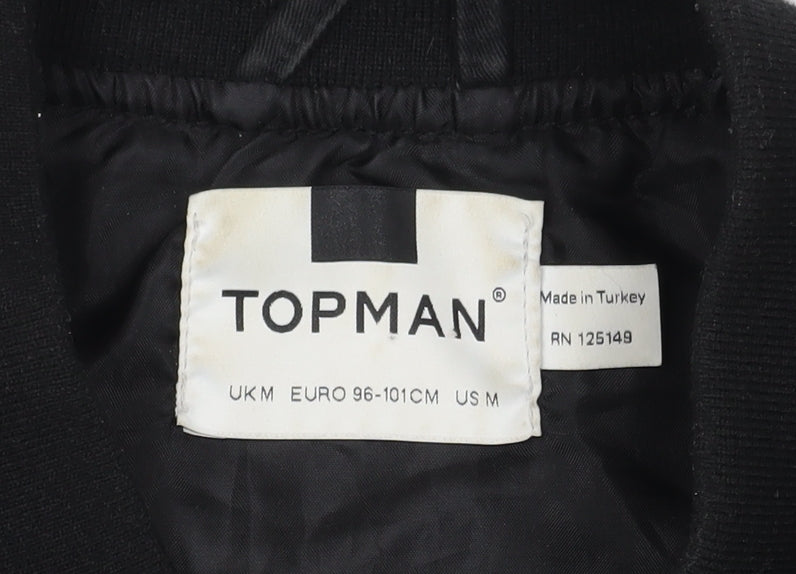 TOPMAN®
UK M EURO 96-101CM US M
Made in Turkey
RN 125149